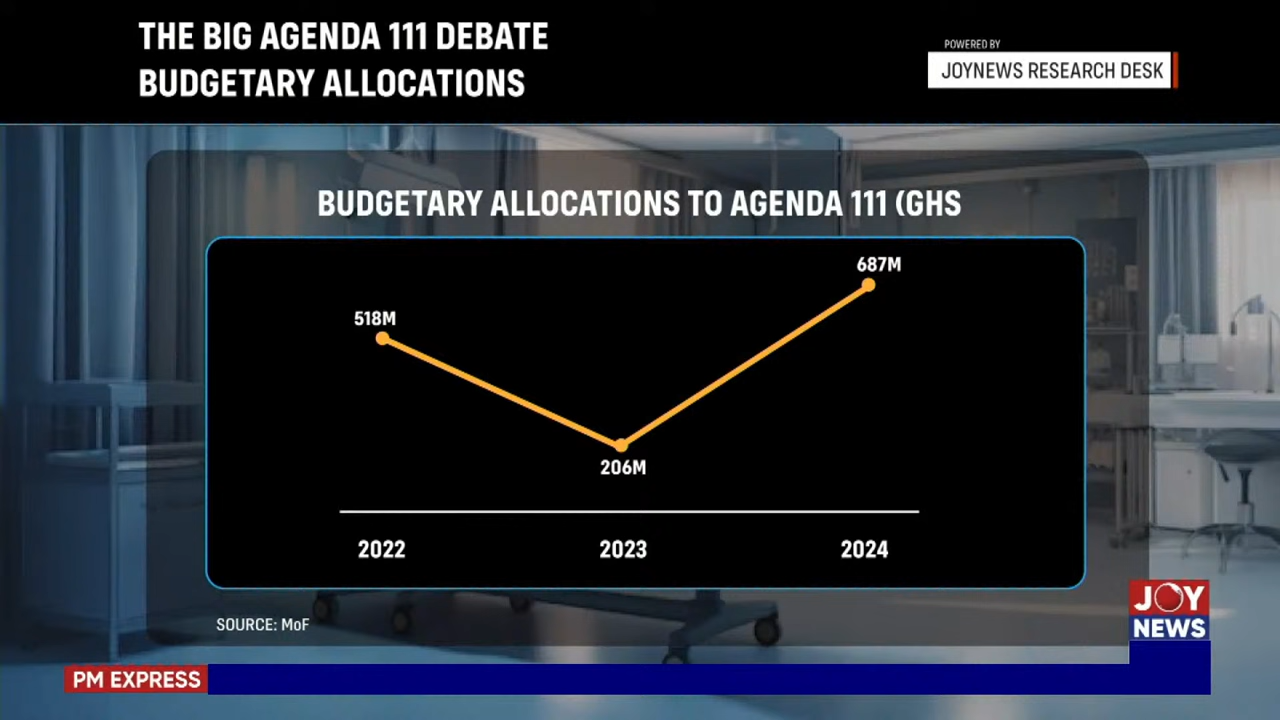 THE BIG AGENDA 111 DEBATE
BUDGETARY ALLOCATIONS
POWERED BY
JOYNEWS RESEARCH DESK
BUDGETARY ALLOCATIONS TO AGENDA 111 (GHS
687M
518M
206M
2022 2023 2024
SOURCE: MoF
JOY
NEWS
PM EXPRESS